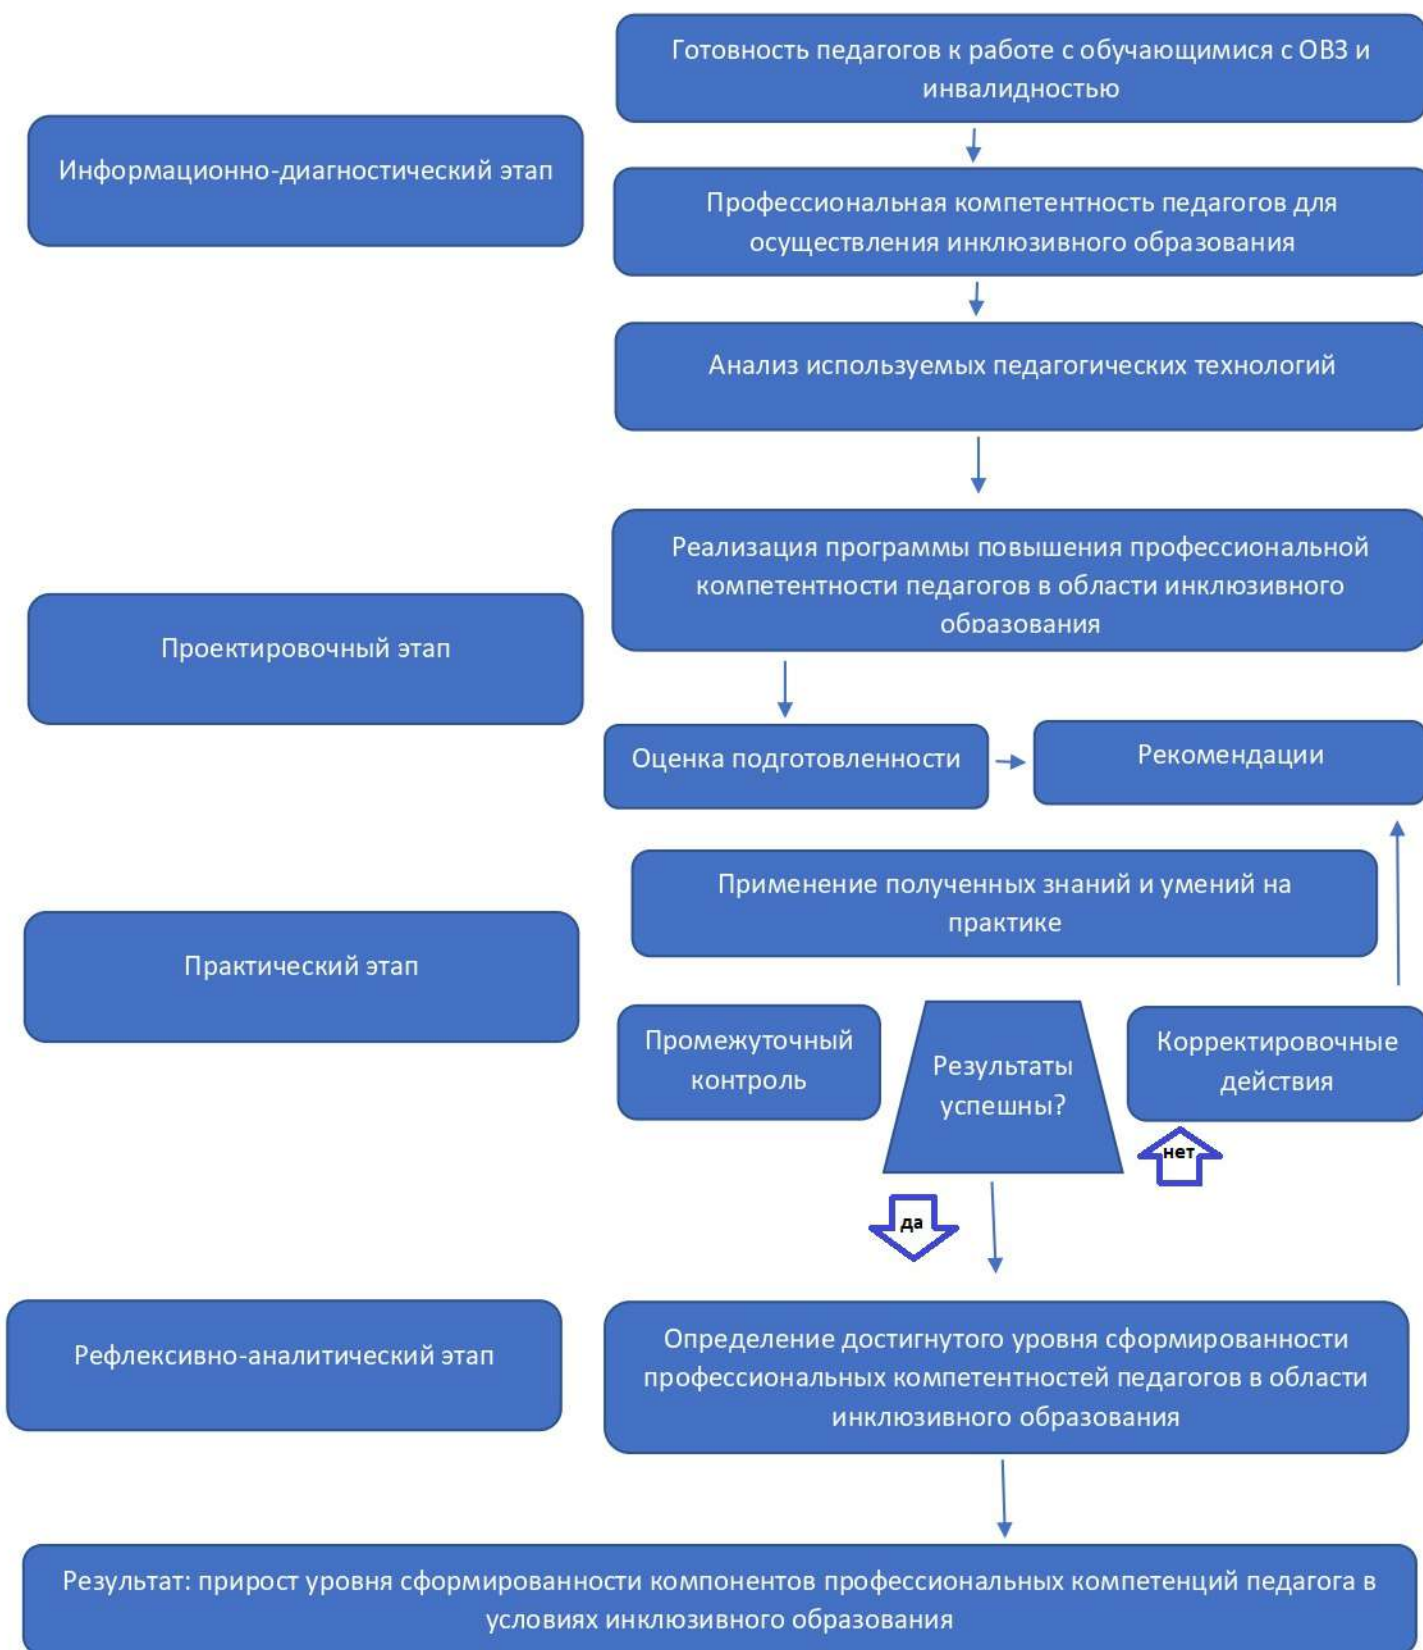 Готовность педагогов к работе с обучающимися с ОВЗ и
инвалидностью
Информационно-диагностический этап
Профессиональная компетентность педагогов для
осуществления инклюзивного образования
Анализ используемых педагогических технологий
Реализация программы повышения профессиональной
компетентности педагогов в области инклюзивного
образования
Проектировочный этап
Оценка подготовленности
Рекомендации
Применение полученных знаний и умений на
практике
Практический этап
Промежуточный
контроль
Результаты
успешны?
Корректировочные
действия
нет
да
Рефлексивно-аналитический этап
Определение достигнутого уровня сформированности
профессиональных компетентностей педагогов в области
инклюзивного образования
Результат: прирост уровня сформированности компонентов профессиональных компетенций педагога в
условиях инклюзивного образования